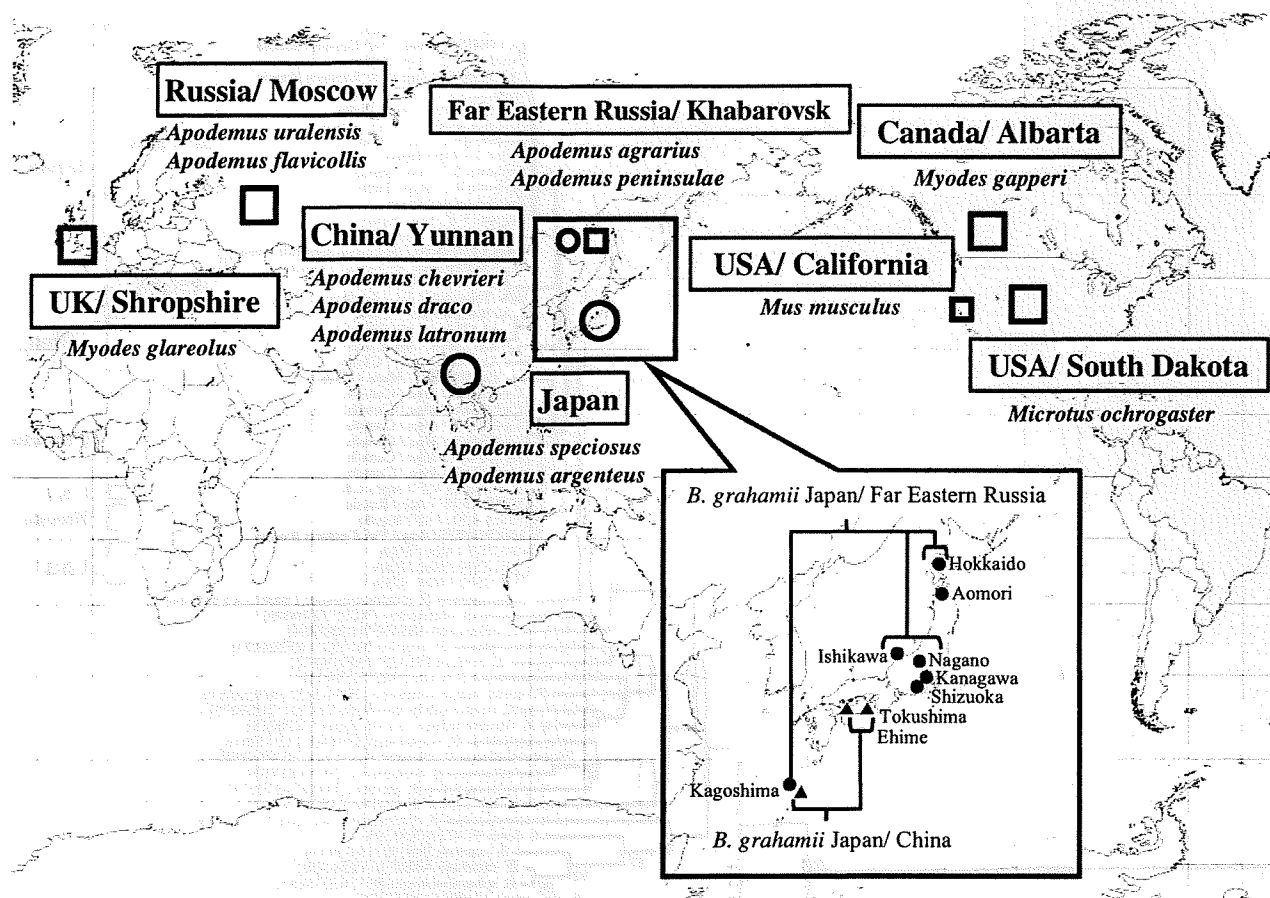 Russia/ Moscow
Apodemus uralensis
Apodemus flavicollis
Far Eastern Russia/ Khabarovsk
Apodemus agrarius
Apodemus peninsulae
Canada/ Albarta
Myodes gapperi
China/ Yunnan
Apodemus chevrieri
Apodemus draco
Apodemus latronum
UK/ Shropshire
Myodes glareolus
USA/ California
Mus musculus
USA/ South Dakota
Microtus ochrogaster
Japan
Apodemus speciosus
Apodemus argenteus
B. grahamii Japan/ Far Eastern Russia
Hokkaido
Aomori
Ishikawa
Nagano
Kanagawa
Shizuoka
Tokushima
Ehime
Kagoshima
B. grahamii Japan/ China